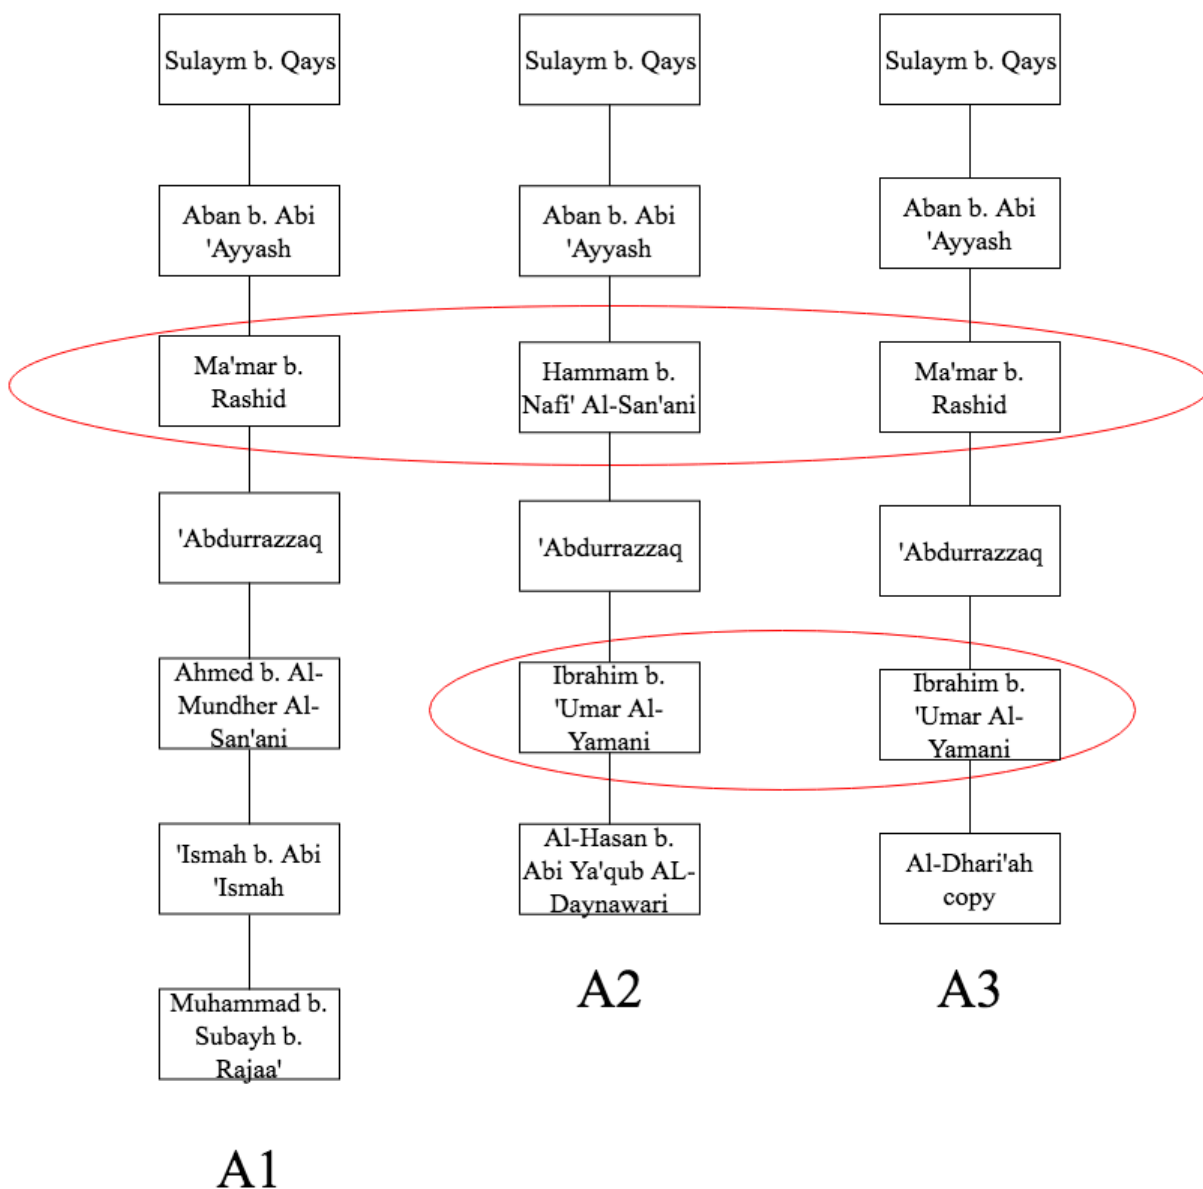 Sulaym b. Qays
Aban b. Abi
'Ayyash
Ma'mar b.
Rashid
'Abdurrazzaq
Ahmed b. Al-
Mundher Al-
San'ani
'Ismah b. Abi
'Ismah
Muhammad b.
Subayh b.
Rajaa'
A1
Sulaym b. Qays
Aban b. Abi
'Ayyash
Hammam b.
Nafi' Al-San'ani
'Abdurrazzaq
Ibrahim b.
'Umar Al-
Yamani
Al-Hasan b.
Abi Ya'qub AL-
Daynawari
A2
Sulaym b. Qays
Aban b. Abi
'Ayyash
Ma'mar b.
Rashid
'Abdurrazzaq
Ibrahim b.
'Umar Al-
Yamani
Al-Dhari'ah
copy
A3